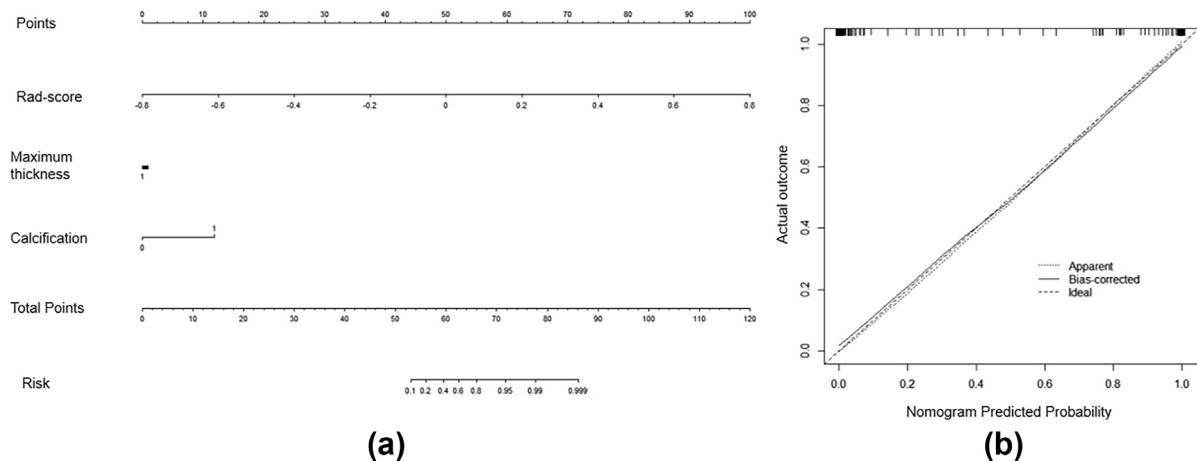 Points
0 10 20 30 40 50 60 70 80 90 100
Rad-score
-0.8 -0.6 -0.4 -0.2 0 0.2 0.4 0.6 0.8
Maximum
thickness
1
Calcification
1
0
Total Points
0 10 20 30 40 50 60 70 80 90 100 110 120
Risk
0.1 0.2 0.4 0.6 0.8 0.95 0.99 0.999
(a)
Actual outcome
1.0
0.8
0.6
0.4
0.2
0.0
Apparent
Bias-corrected
Ideal
0.0 0.2 0.4 0.6 0.8 1.0
Nomogram Predicted Probability
(b)